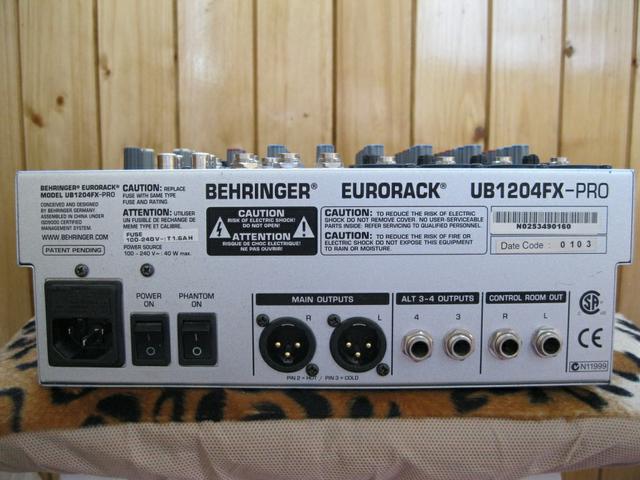 BEHRINGER® EURORACK®
MODEL UB1204FX-PRO
CONCEIVED AND DESIGNED
BY BEHRINGER GERMANY
ASSEMBLED IN CHINA UNDER
ISO9000 CERTIFIED
MANAGEMENT SYSTEM.
WWW.BEHRINGER.COM
PATENT PENDING
CAUTION: REPLACE
FUSE WITH SAME TYPE
FUSE AND RATING.
ATTENTION: UTILISER
UN FUSIBLE DE RECHANGE DE
MEME TYPE ET CALIBRE.
FUSE
100-240V~:T1.6AH
POWER SOURCE
100 - 240 V~: 40 W max.
BEHRINGER® EURORACK® UB1204FX-PRO
CAUTION
RISK OF ELECTRIC SHOCK!
DO NOT OPEN!
ATTENTION
RISQUE DE CHOC ELECTRIQUE!
NE PAS OUVRIR!
CAUTION: TO REDUCE THE RISK OF ELECTRIC
SHOCK DO NOT REMOVE COVER. NO USER-SERVICEABLE
PARTS INSIDE: REFER SERVICING TO QUALIFIED PERSONNEL.
CAUTION: TO REDUCE THE RISK OF FIRE OR
ELECTRIC SHOCK DO NOT EXPOSE THIS EQUIPMENT
TO RAIN OR MOISTURE.
N0253490160
Date Code : 0103
POWER
ON
PHANTOM
ON
MAIN OUTPUTS
R L
PIN 2 = HOT / PIN 3 = COLD
ALT 3-4 OUTPUTS
4 3
CONTROL ROOM OUT
R L
CE
N11999